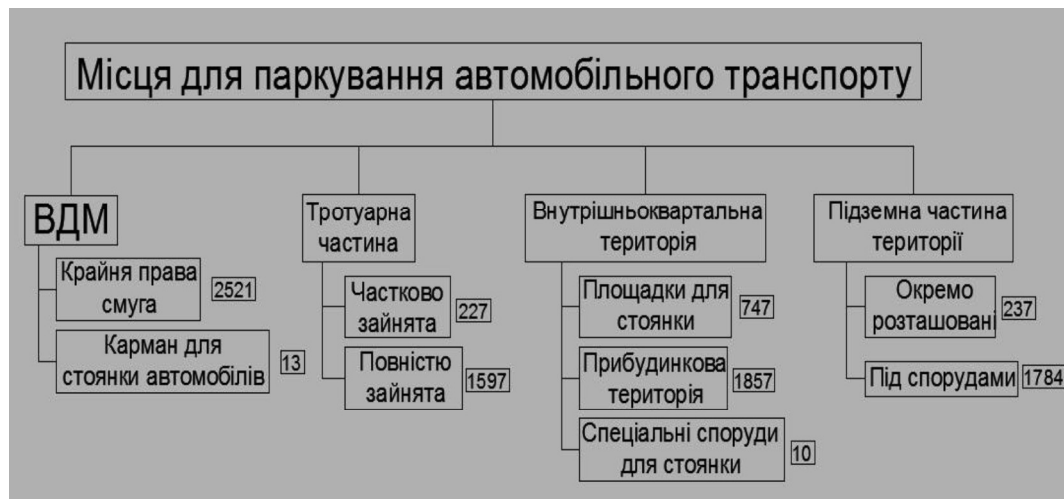 Місця для паркування автомобільного транспорту
ВДМ
Крайня права
смуга
2521
Карман для
стоянки автомобілів
13
Тротуарна
частина
Частково
зайнята
227
Повністю
зайнята
1597
Внутрішньоквартальна
територія
Площадки для
стоянки
747
Прибудинкова
територія
1857
Спеціальні споруди
для стоянки
10
Підземна частина
території
Окремо
розташовані
237
Під спорудами
1784